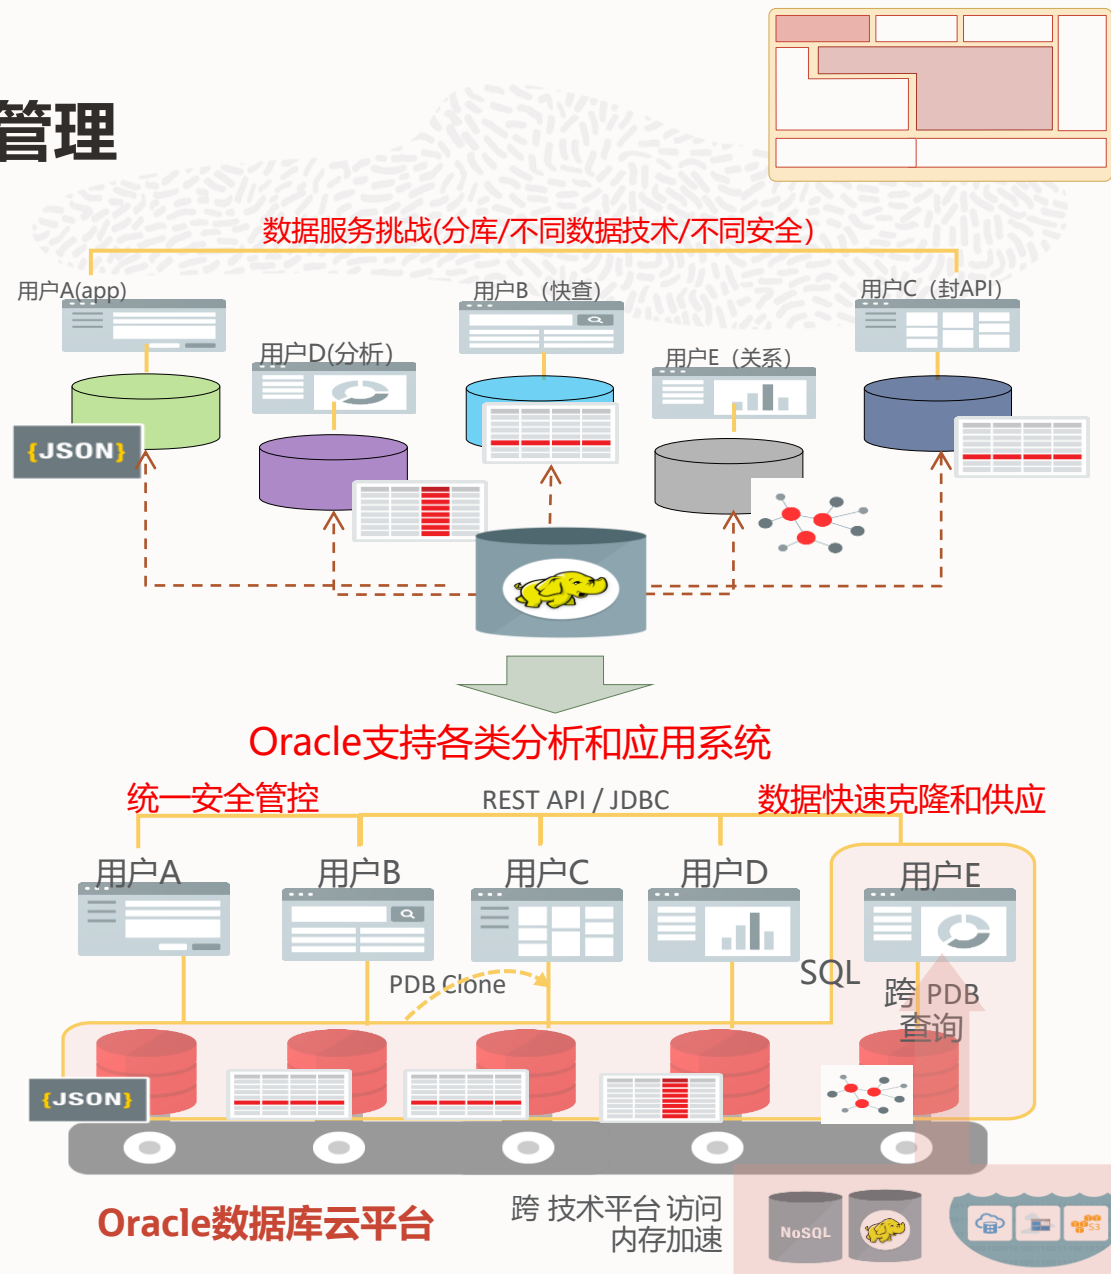 管理
数据服务挑战(分库/不同数据技术/不同安全）
用户A(app)
用户B（快查）
用户C（封API）
用户D(分析）
用户E（关系）
{JSON}
Oracle支持各类分析和应用系统
统一安全管控
REST API / JDBC
数据快速克隆和供应
用户A
用户B
用户C
用户D
用户E
PDB Clone
SQL
跨 PDB
查询
{JSON}
Oracle数据库云平台
跨 技术平台 访问
内存加速
NoSQL
S3